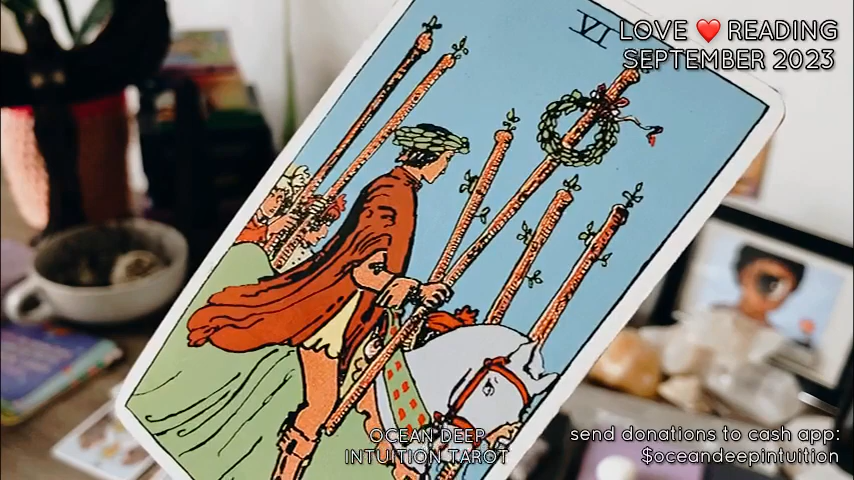 VI
LOVE ❤️ READING
SEPTEMBER 2023
OCEAN DEEP
INTUITION TAROT
send donations to cash app:
$oceandeepintuition